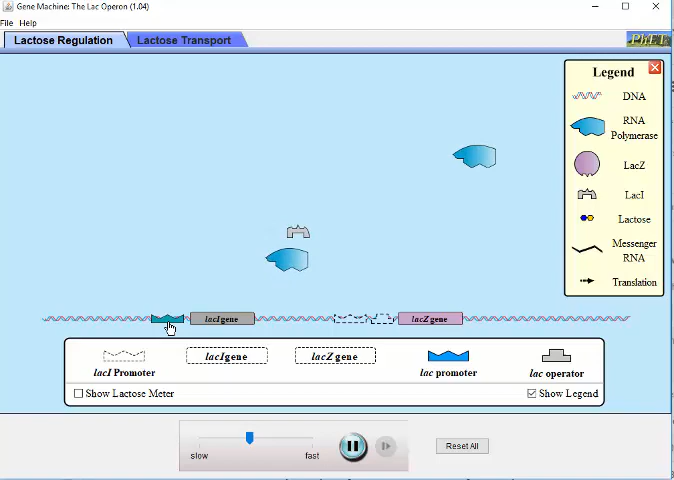 Gene Machine: The Lac Operon (1.04)
File Help
Lactose Regulation Lactose Transport
PhET
Legend
DNA
RNA
Polymerase
LacZ
LacI
Lactose
Messenger
RNA
Translation
lacI gene lacZ gene
lacI gene lacZ gene
lacI Promoter lac promoter lac operator
Show Lactose Meter Show Legend
slow fast Reset All